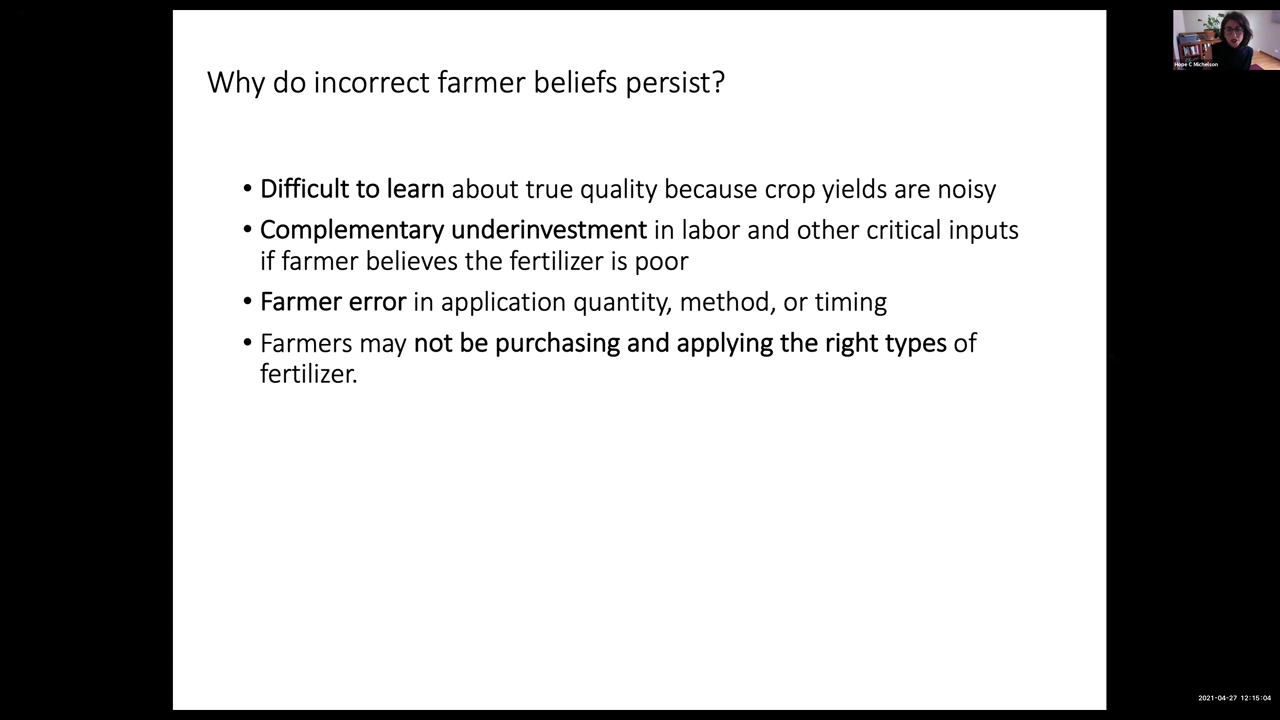 Why do incorrect farmer beliefs persist?
• Difficult to learn about true quality because crop yields are noisy
• Complementary underinvestment in labor and other critical inputs
if farmer believes the fertilizer is poor
• Farmer error in application quantity, method, or timing
• Farmers may not be purchasing and applying the right types of
fertilizer.
Hope C Michelson
2021-04-27 12:15:04